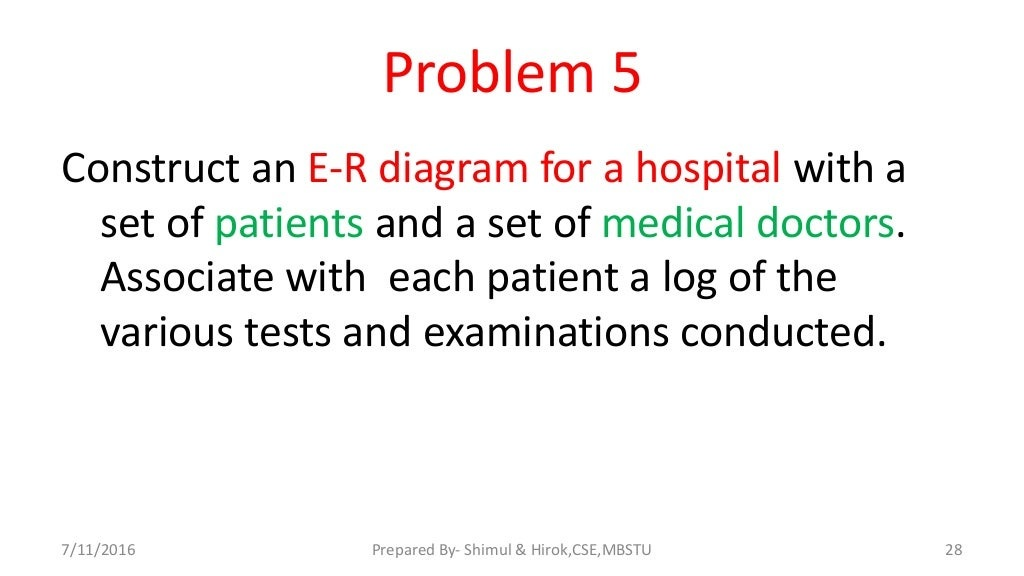 Problem 5
Construct an E-R diagram for a hospital with a
set of patients and a set of medical doctors.
Associate with  each patient a log of the
various tests and examinations conducted.
7/11/2016
Prepared By- Shimul & Hirok,CSE,MBSTU
28